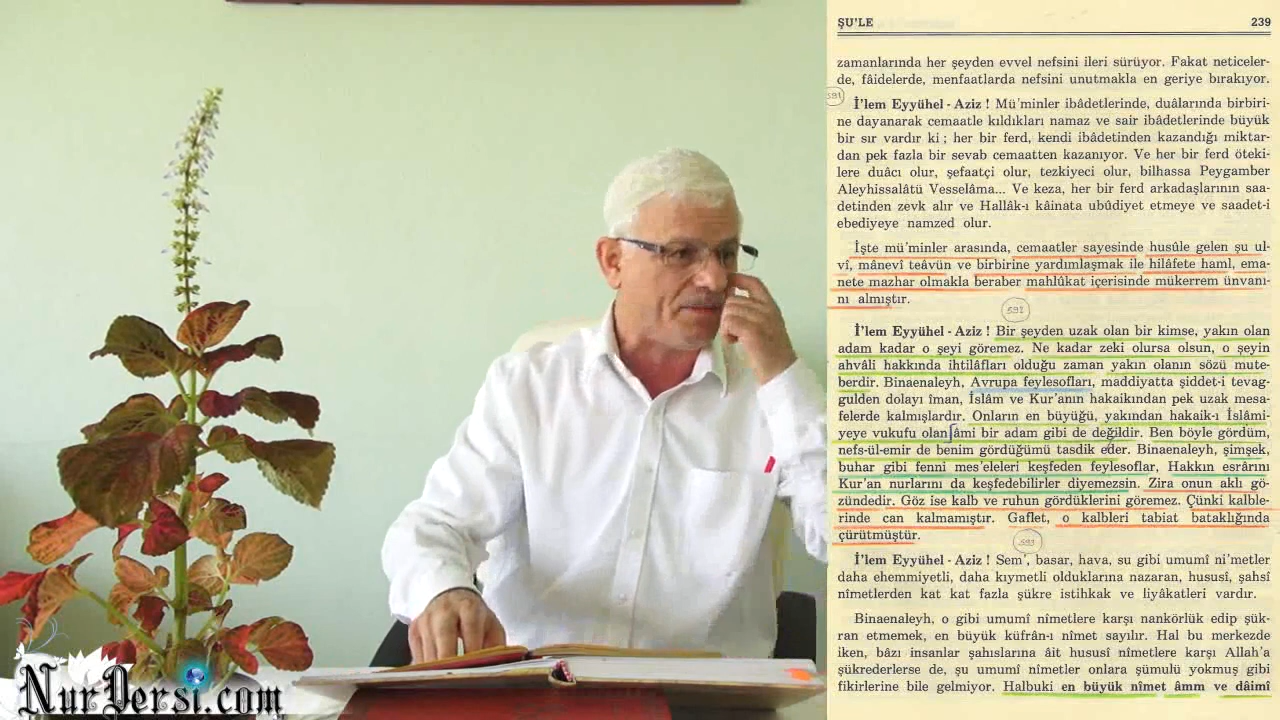 ŞU'LE 239
zamanlarında her şeyden evvel nefsini ileri sürüyor. Fakat neticeler-
de, fâidelerde, menfaatlarda nefsini unutmakla en geriye bırakıyor.
591
İ'lem Eyyühel - Aziz ! Mü'minler ibâdetlerinde, duâlarında birbiri-
ne dayanarak cemaatle kıldıkları namaz ve sair ibâdetlerinde büyük
bir sır vardır ki ; her bir ferd, kendi ibâdetinden kazandığı miktar-
dan pek fazla bir sevab cemaatten kazanıyor. Ve her bir ferd öteki-
lere duâcı olur, şefaatçi olur, tezkiyeci olur, bilhassa Peygamber
Aleyhissalâtü Vesselâma... Ve keza, her bir ferd arkadaşlarının saa-
detinden zevk alır ve Hallâk-ı kâinata ubûdiyet etmeye ve saadet-i
ebediyeye namzed olur.
İşte mü'minler arasında, cemaatler sayesinde husûle gelen şu ul-
vî, mânevî teâvün ve birbirine yardımlaşmak ile hilâfete haml, ema-
nete mazhar olmakla beraber mahlûkat içerisinde mükerrem ünvanı-
nı almıştır.
592
İ'lem Eyyühel - Aziz ! Bir şeyden uzak olan bir kimse, yakın olan
adam kadar o şeyi göremez. Ne kadar zeki olursa olsun, o şeyin
ahvâli hakkında ihtilâfları olduğu zaman yakın olanın sözü mute-
berdir. Binaenaleyh, Avrupa feylesofları, maddiyatta şiddet-i tevag-
gulden dolayı îman, İslâm ve Kur'anın hakaikından pek uzak mesa-
felerde kalmışlardır. Onların en büyüğü, yakından hakaik-ı İslâmi-
yeye vukufu olan âmi bir adam gibi de değildir. Ben böyle gördüm,
nefs-ül-emir de benim gördüğümü tasdik eder. Binaenaleyh, şimşek,
buhar gibi fenni mes'eleleri keşfeden feylesoflar, Hakkın esrârını
Kur'an nurlarını da keşfedebilirler diyemezsin. Zira onun aklı gö-
zündedir. Göz ise kalb ve ruhun gördüklerini göremez. Çünki kalble-
rinde can kalmamıştır. Gaflet, o kalbleri tabiat bataklığında
çürütmüştür.
İ'lem Eyyühel - Aziz ! Sem', basar, hava, su gibi umumî ni'metler
daha ehemmiyetli, daha kıymetli olduklarına nazaran, hususî, şahsî
nîmetlerden kat kat fazla şükre istihkak ve liyâkatleri vardır.
Binaenaleyh, o gibi umumî nîmetlere karşı nankörlük edip şük-
ran etmemek, en büyük küfrân-ı nîmet sayılır. Hal bu merkezde
iken, bâzı insanlar şahıslarına âit hususî nîmetlere karşı Allah'a
şükrederlerse de, şu umumî nîmetler onlara şümulü yokmuş gibi
fikirlerine bile gelmiyor. Halbuki en büyük nîmet âmm ve dâimî
NurDersi.com